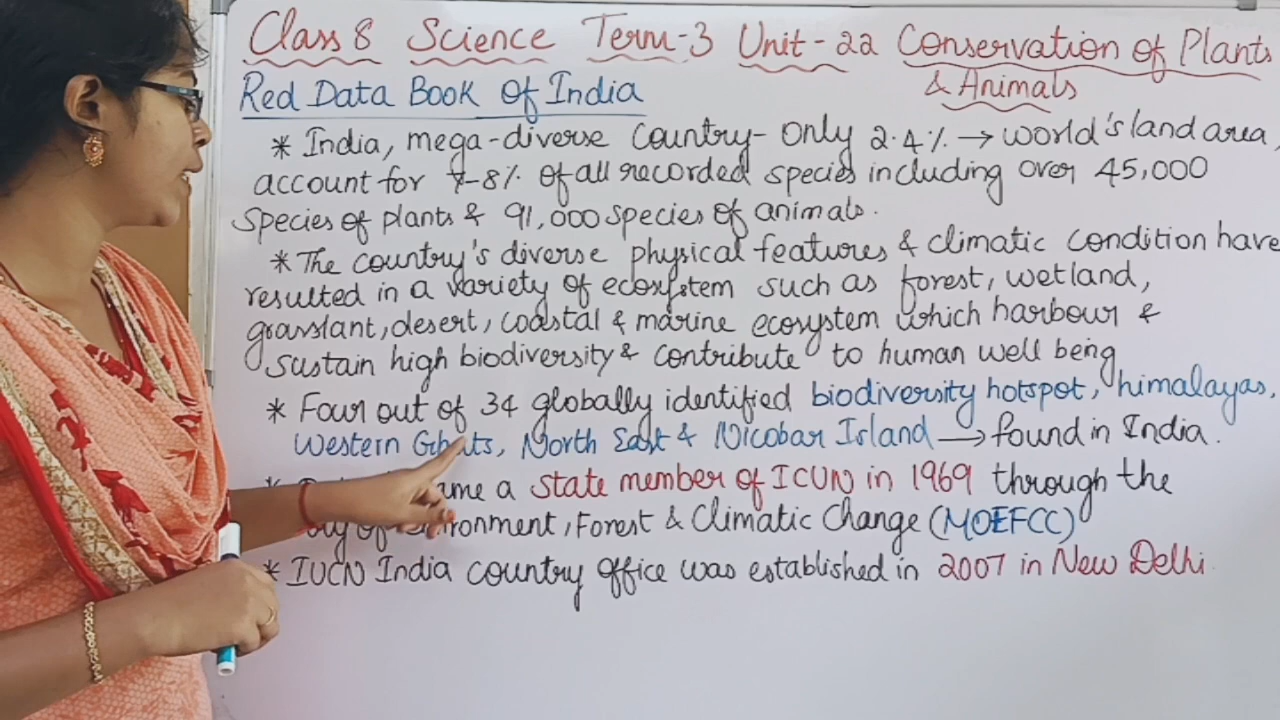 Class 8 Science Term-3 Unit-22 Conservation of Plants
& Animals
Red Data Book of India
* India, mega-diverse country- Only 2.4% → world's land area,
account for 7-8% of all recorded species including over 45,000
species of plants & 91,000 species of animals.
* The country's diverse physical features & climatic condition have
resulted in a variety of ecosystem such as forest, wetland,
grasslant, desert, coastal & marine ecosystem which harbour &
sustain high biodiversity & contribute to human well being
* Four out of 34 globally identified biodiversity hotspot, himalayas,
Western Ghats, North East & Nicobar Island → found in India.
* a state member of ICUN in 1969 through the
of environment, Forest & Climatic Change (MOEFCC)
* IUCN India country office was established in 2007 in New Delhi.